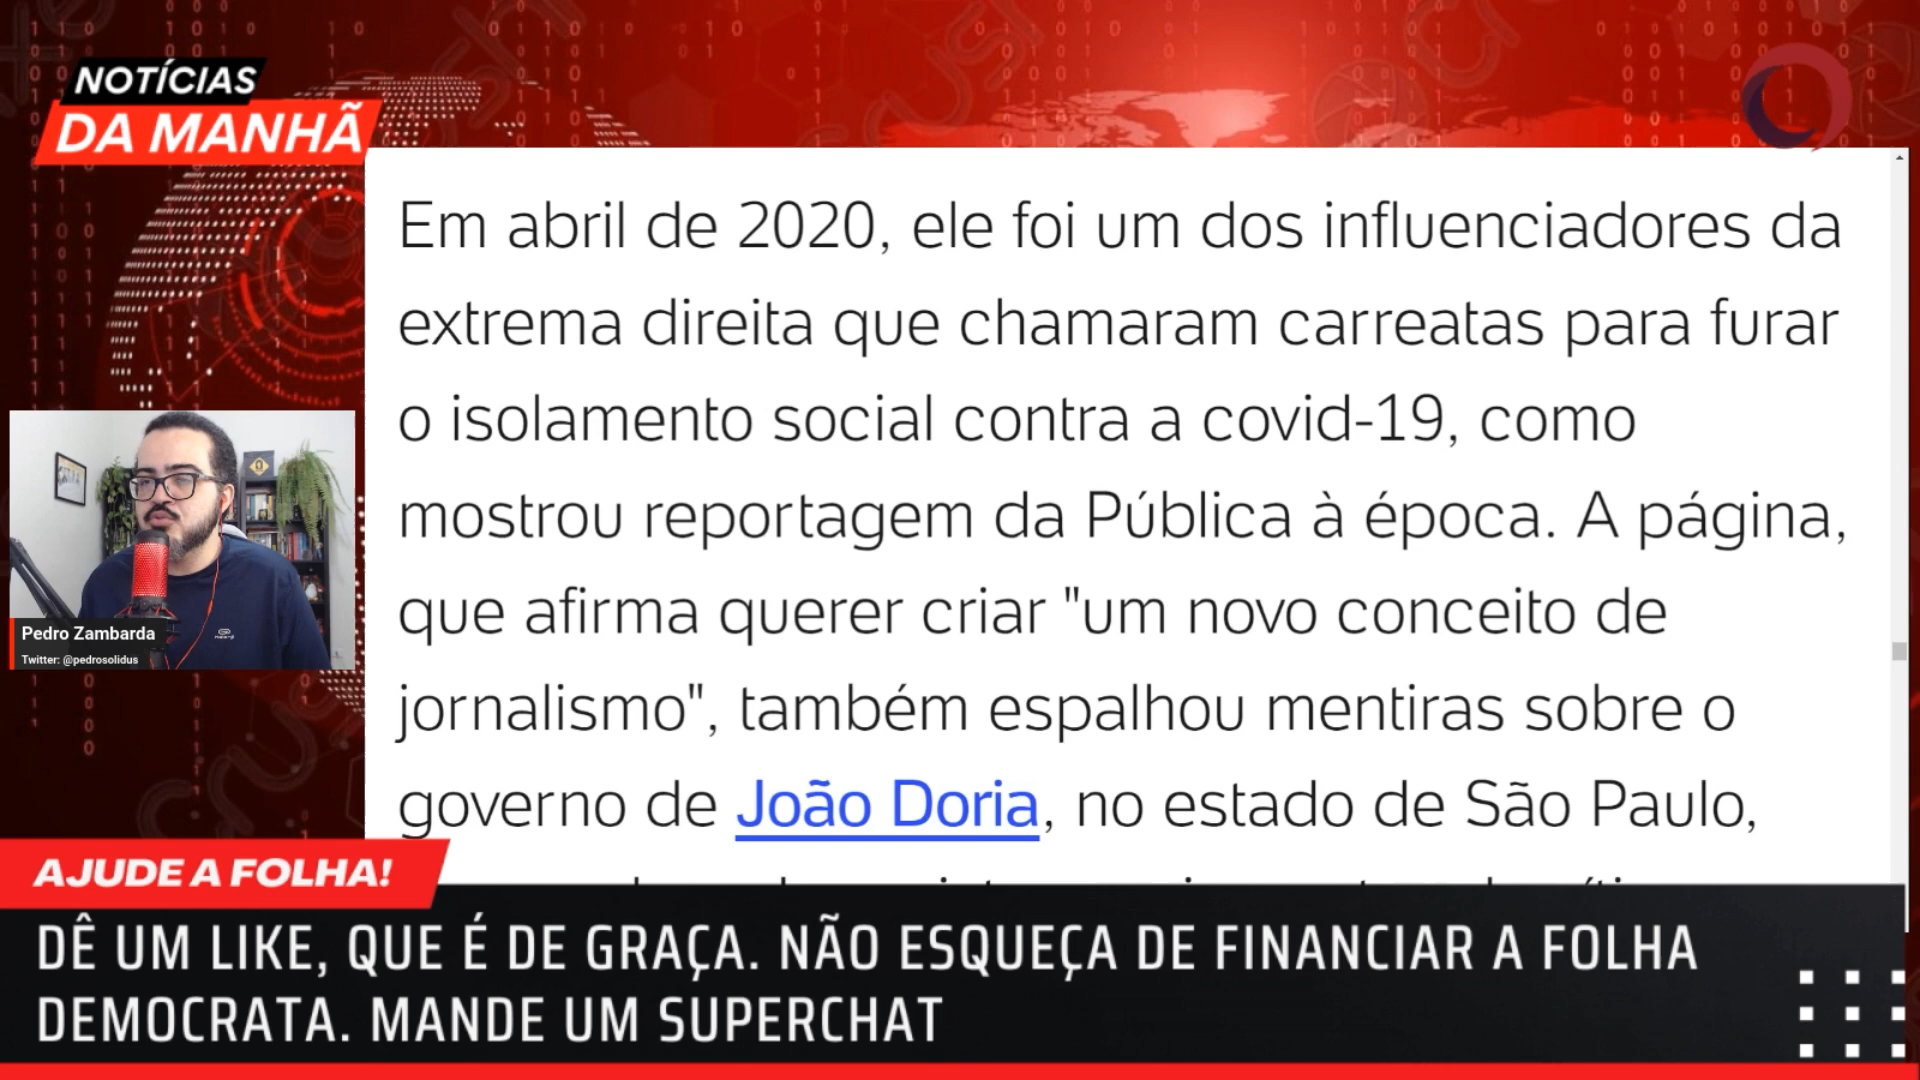 NOTÍCIAS
DA MANHÃ
Em abril de 2020, ele foi um dos influenciadores da
extrema direita que chamaram carreatas para furar
o isolamento social contra a covid-19, como
mostrou reportagem da Pública à época. A página,
que afirma querer criar "um novo conceito de
jornalismo", também espalhou mentiras sobre o
governo de João Doria, no estado de São Paulo,
Pedro Zambarda
Twitter: @pedrosolidus
AJUDE A FOLHA!
DÊ UM LIKE, QUE É DE GRAÇA. NÃO ESQUEÇA DE FINANCIAR A FOLHA
DEMOCRATA. MANDE UM SUPERCHAT